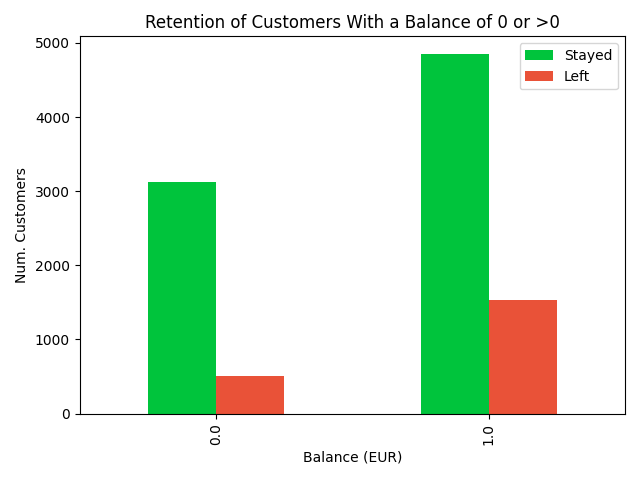 Retention of Customers With a Balance of 0 or >0
Stayed
Left
5000
4000
3000
2000
1000
0
Num. Customers
0.0
1.0
Balance (EUR)